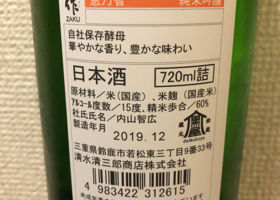 作 恵乃智 純米吟醸
ZAKU
自社保存酵母
華やかな香り、豊かな味わい
日本酒 720ml詰
原材料／米(国産)、米麹(国産米)
アルコール度数／15度、精米歩合／60%
杜氏氏名／内山智広
製造年月 2019.12
三重県鈴鹿市若松東三丁目9番33号
清水清三郎商店株式会社
4 983422 312615